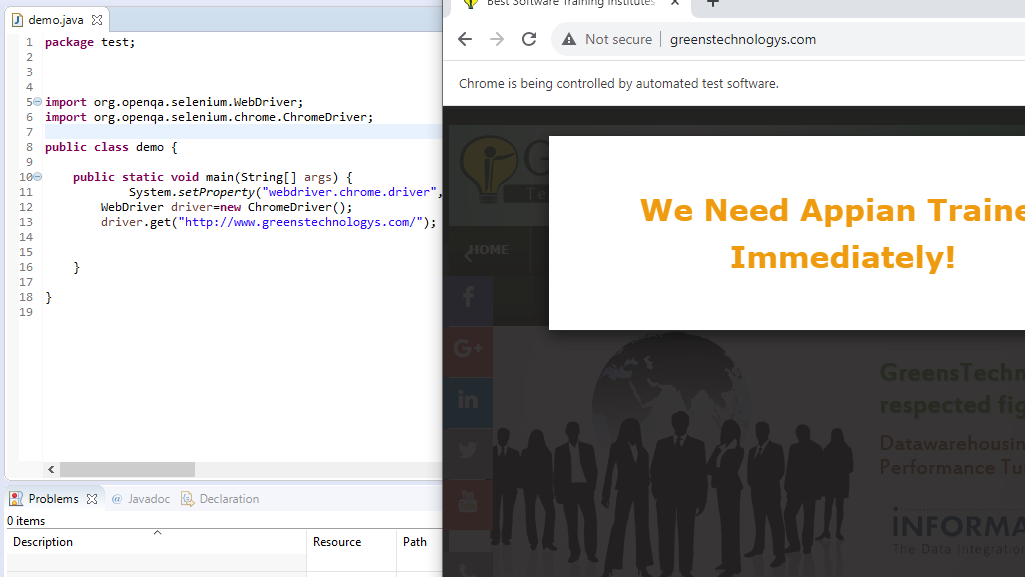 demo.java
1 package test;
2
3
4
5 import org.openqa.selenium.WebDriver;
6 import org.openqa.selenium.chrome.ChromeDriver;
7
8 public class demo {
9
10 public static void main(String[] args) {
11 System.setProperty("webdriver.chrome.driver",
12 WebDriver driver=new ChromeDriver();
13 driver.get("http://www.greenstechnologys.com/");
14
15
16 }
17
18 }
19
Problems
@ Javadoc
Declaration
0 items
Description Resource Path
Best Software Training Institutes
Not secure greenstechnologys.com
Chrome is being controlled by automated test software.
G
Te
HOME
We Need Appian Traine
Immediately!
G+
in
GreensTechn
respected fig
Datawarehousin
Performance Tu
INFORMA
The Data Integration